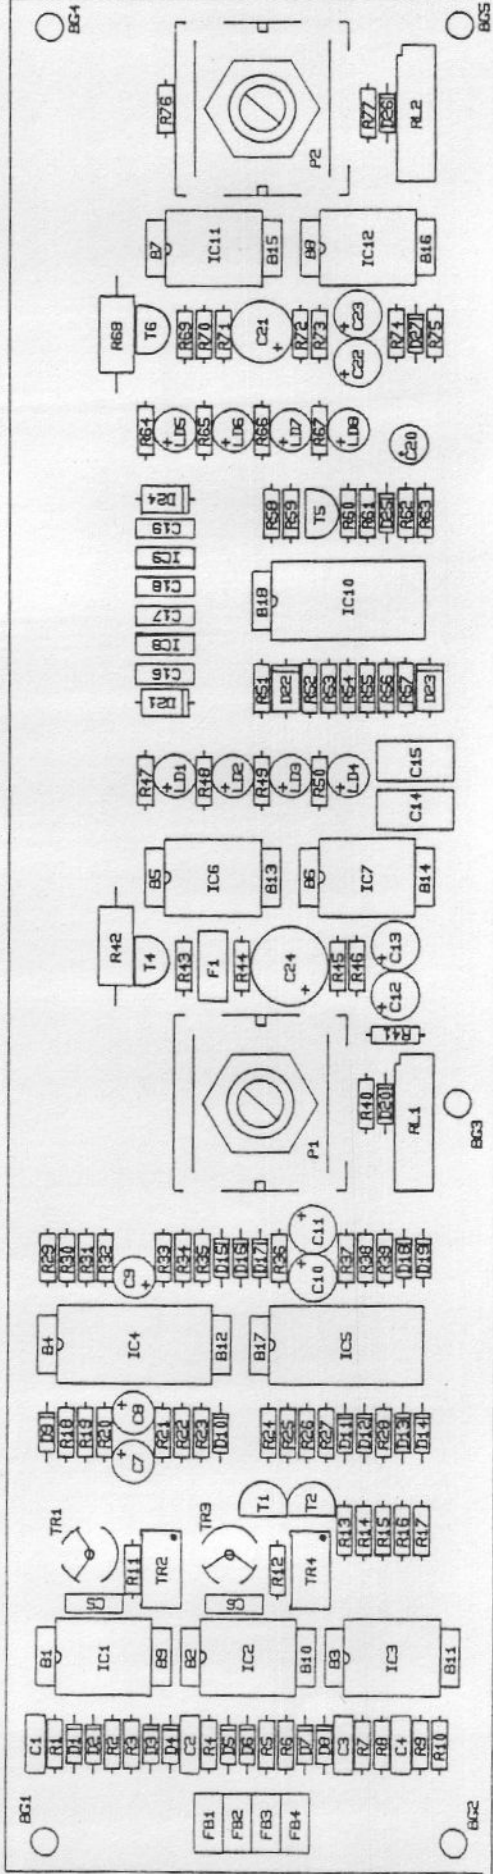 BG4
BG5
R76
P2
R77
D26
RL2
B7
IC11
B15
B8
IC12
B16
R68
T6
R69
R70
R71
C21
+
R72
R73
C23
+
C22
+
R74
D27
R75
R64
+
LD5
R65
+
LD6
R66
+
LD7
R67
+
LD8
+
C20
D24
C19
IC9
C18
C17
IC8
C16
D21
R58
R59
T5
R60
R61
D25
R62
R63
B18
IC10
R51
D22
R52
R53
R54
R55
R56
R57
D23
R47
+
LD1
R48
+
LD2
R49
+
LD3
R50
+
LD4
C15
C14
B5
IC6
B13
B6
IC7
B14
R42
T4
R43
F1
R44
C24
+
R45
R46
C13
+
C12
+
R41
P1
R40
D20
RL1
BG3
R29
R30
R31
R32
C9
+
R33
R34
R35
D15
D16
D17
R36
C11
+
C10
+
R37
R38
R39
D18
D19
B4
IC4
B12
B17
IC5
D9
R18
R19
R20
C8
+
C7
+
R21
R22
R23
D10
R24
R25
R26
R27
D11
D12
R28
D13
D14
TR1
R11
TR2
C5
TR3
T1
T2
R12
TR4
C6
R13
R14
R15
R16
R17
B1
IC1
B9
B2
IC2
B10
B3
IC3
B11
C1
R1
D1
D2
R2
R3
D3
D4
C2
R4
D5
D6
R5
R6
D7
D8
C3
R7
R8
C4
R9
R10
BG1
FB1
FB2
FB3
FB4
BG2